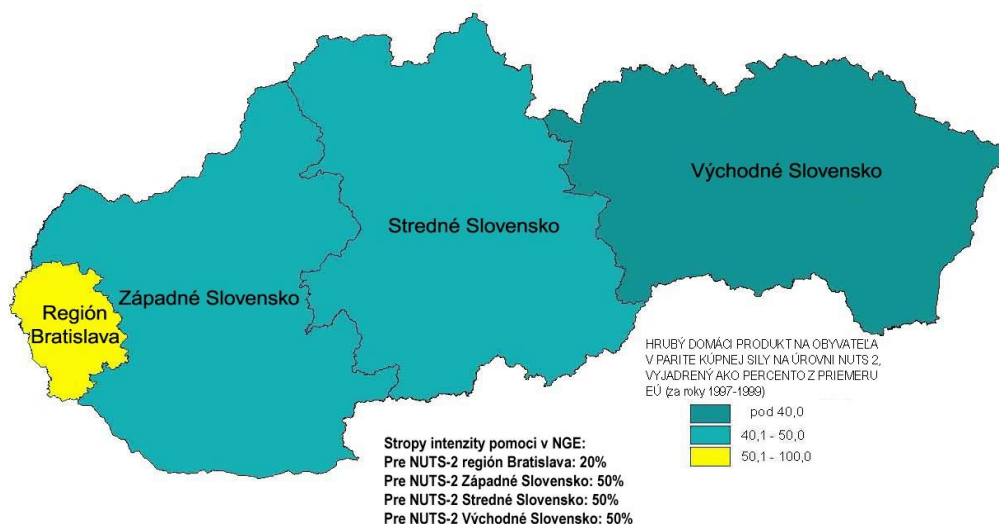 Východné Slovensko
Stredné Slovensko
Západné Slovensko
Región
Bratislava
HRUBÝ DOMÁCI PRODUKT NA OBYVATEĽA
V PARITE KÚPNEJ SILY NA ÚROVNI NUTS 2,
VYJADRENÝ AKO PERCENTO Z PRIEMERU
EÚ (za roky 1997-1999)
pod 40,0
40,1 - 50,0
50,1 - 100,0
Stropy intenzity pomoci v NGE:
Pre NUTS-2 región Bratislava: 20%
Pre NUTS-2 Západné Slovensko: 50%
Pre NUTS-2 Stredné Slovensko: 50%
Pre NUTS-2 Východné Slovensko: 50%